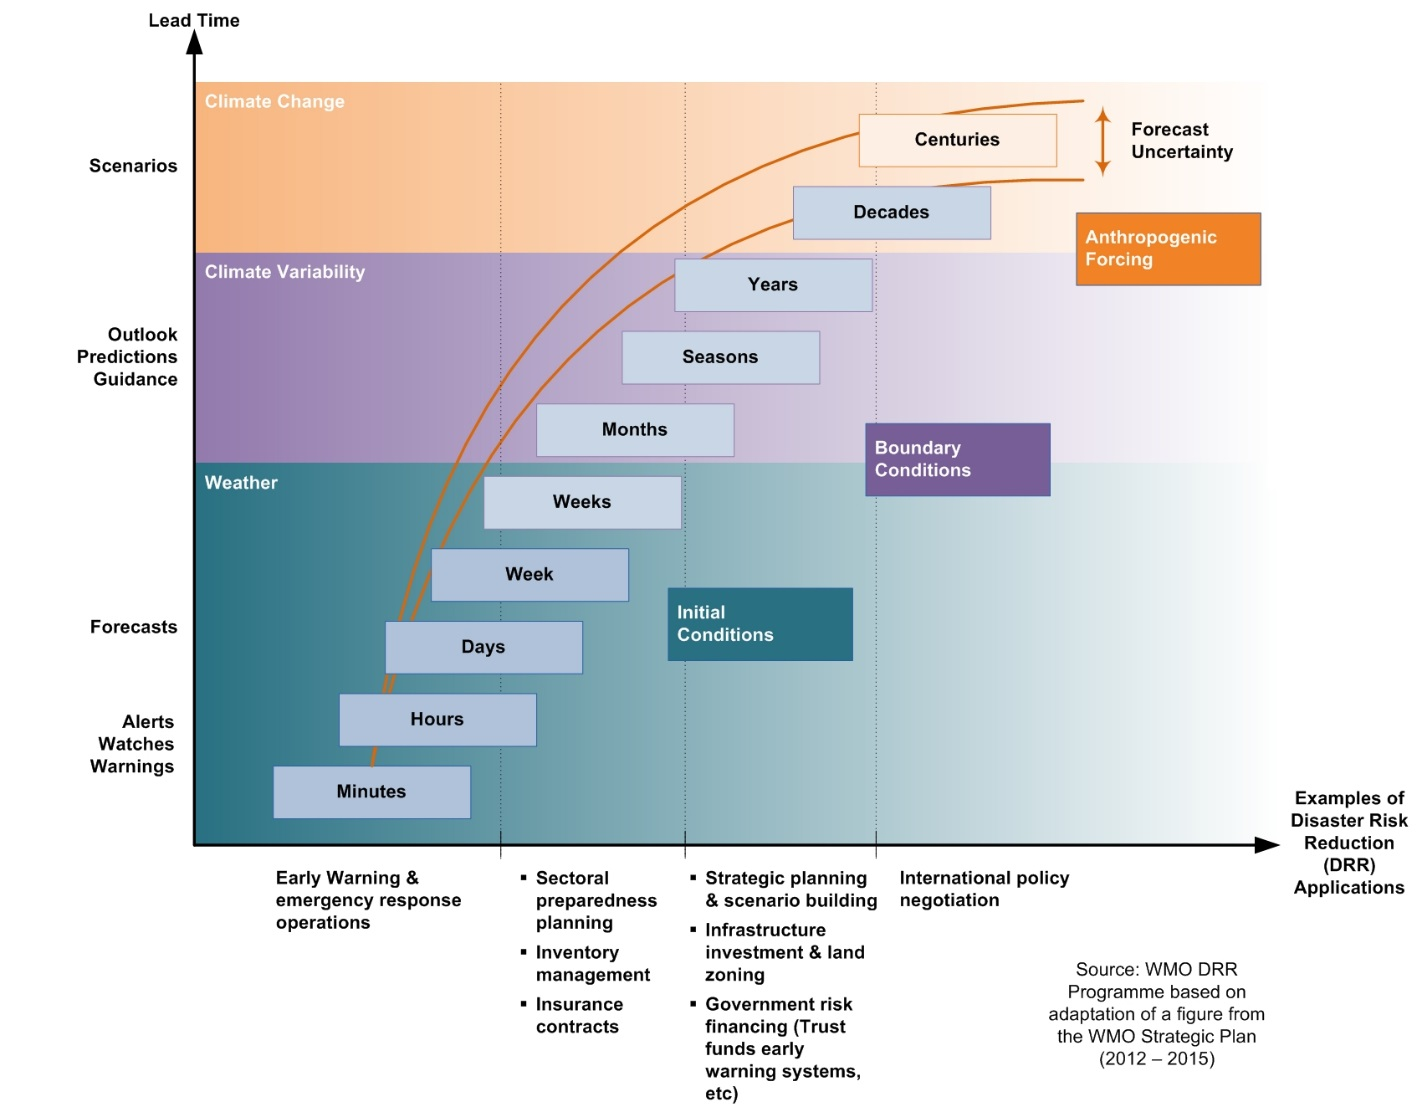 Lead Time
Climate Change
Centuries
Forecast
Uncertainty
Scenarios
Decades
Anthropogenic
Forcing
Climate Variability
Years
Outlook
Predictions
Guidance
Seasons
Months
Boundary
Conditions
Weather
Weeks
Week
Initial
Conditions
Forecasts
Days
Hours
Alerts
Watches
Warnings
Minutes
Examples of
Disaster Risk
Reduction
(DRR)
Applications
Early Warning &
emergency response
operations
▪ Sectoral
preparedness
planning
▪ Inventory
management
▪ Insurance
contracts
▪ Strategic planning
& scenario building
▪ Infrastructure
investment & land
zoning
▪ Government risk
financing (Trust
funds early
warning systems,
etc)
International policy
negotiation
Source: WMO DRR
Programme based on
adaptation of a figure from
the WMO Strategic Plan
(2012 – 2015)